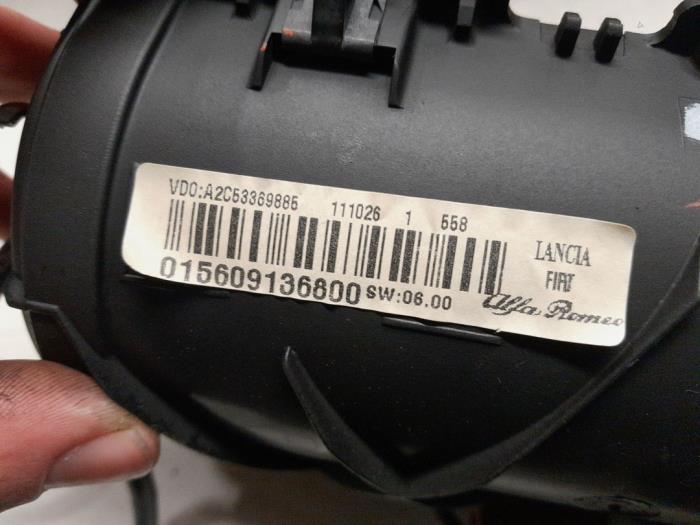 VDO:A2C53369885 111026 1 558
LANCIA
FIAT
015609136800 SW:06.00
Alfa Romeo